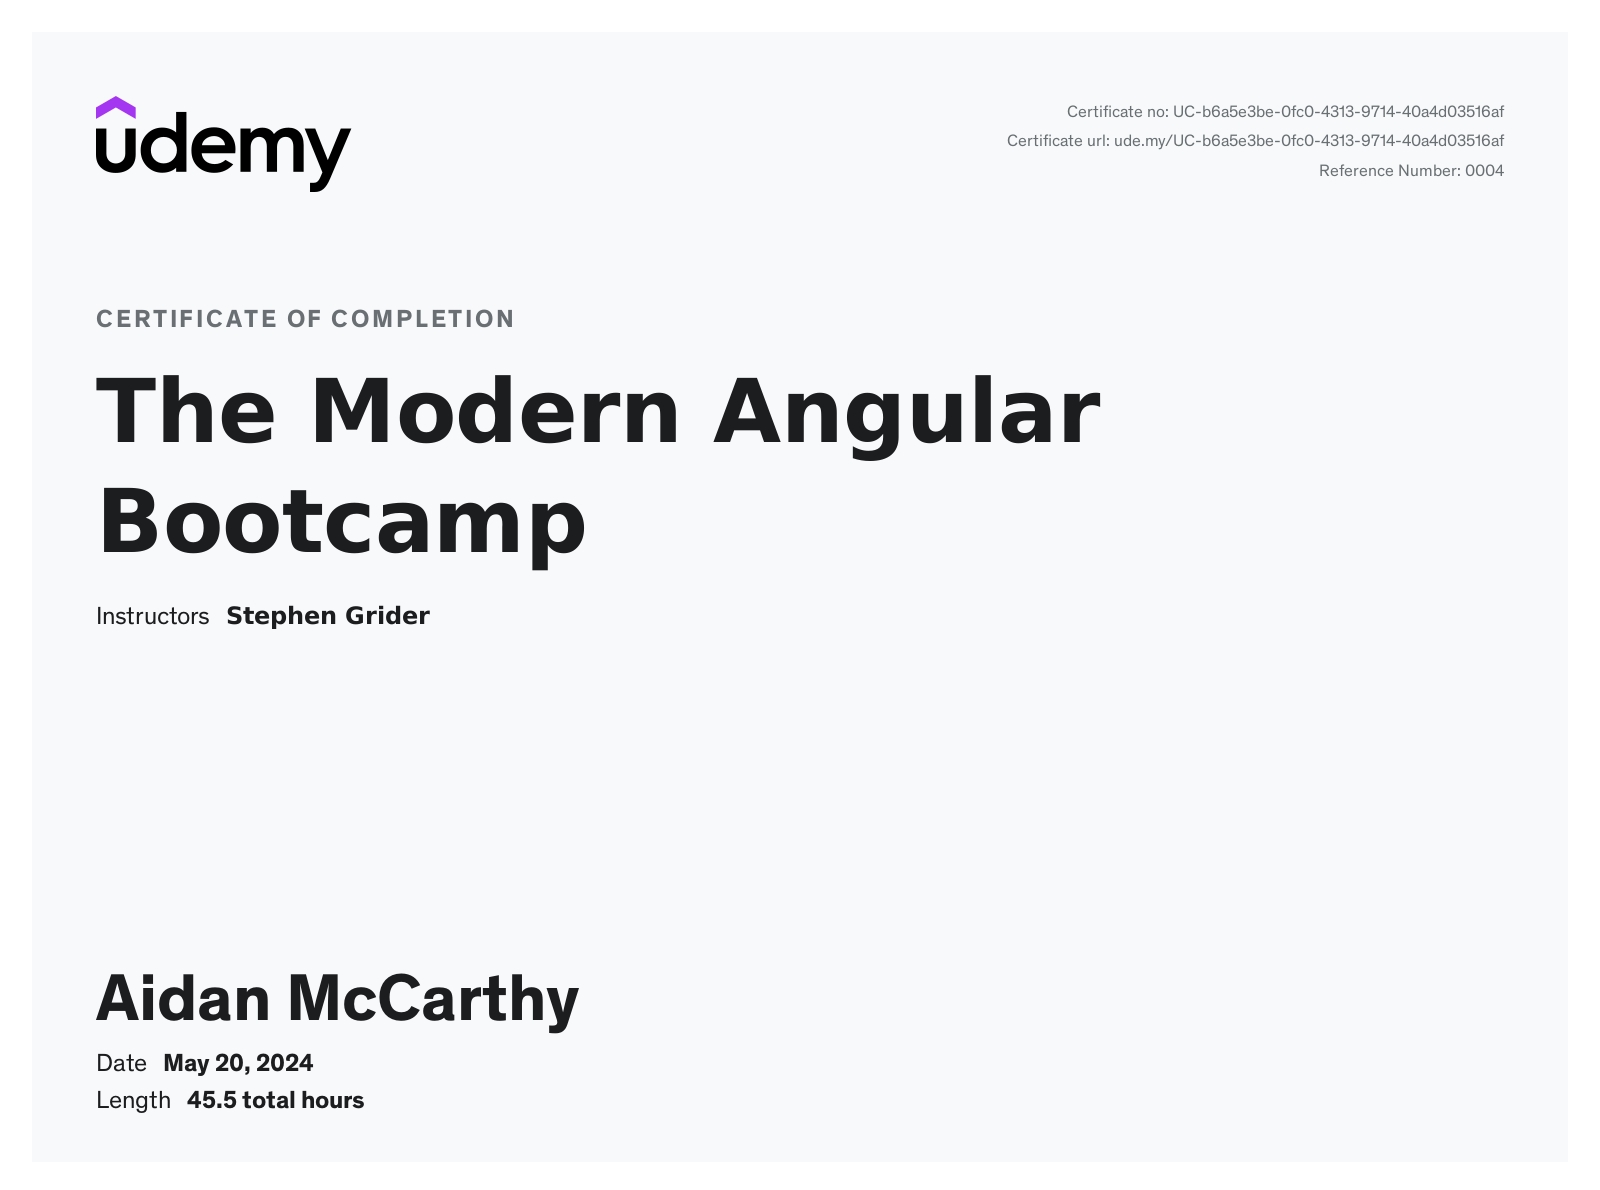 udemy
Certificate no: UC-b6a5e3be-0fc0-4313-9714-40a4d03516af
Certificate url: ude.my/UC-b6a5e3be-0fc0-4313-9714-40a4d03516af
Reference Number: 0004
CERTIFICATE OF COMPLETION
The Modern Angular
Bootcamp
Instructors Stephen Grider
Aidan McCarthy
Date May 20, 2024
Length 45.5 total hours